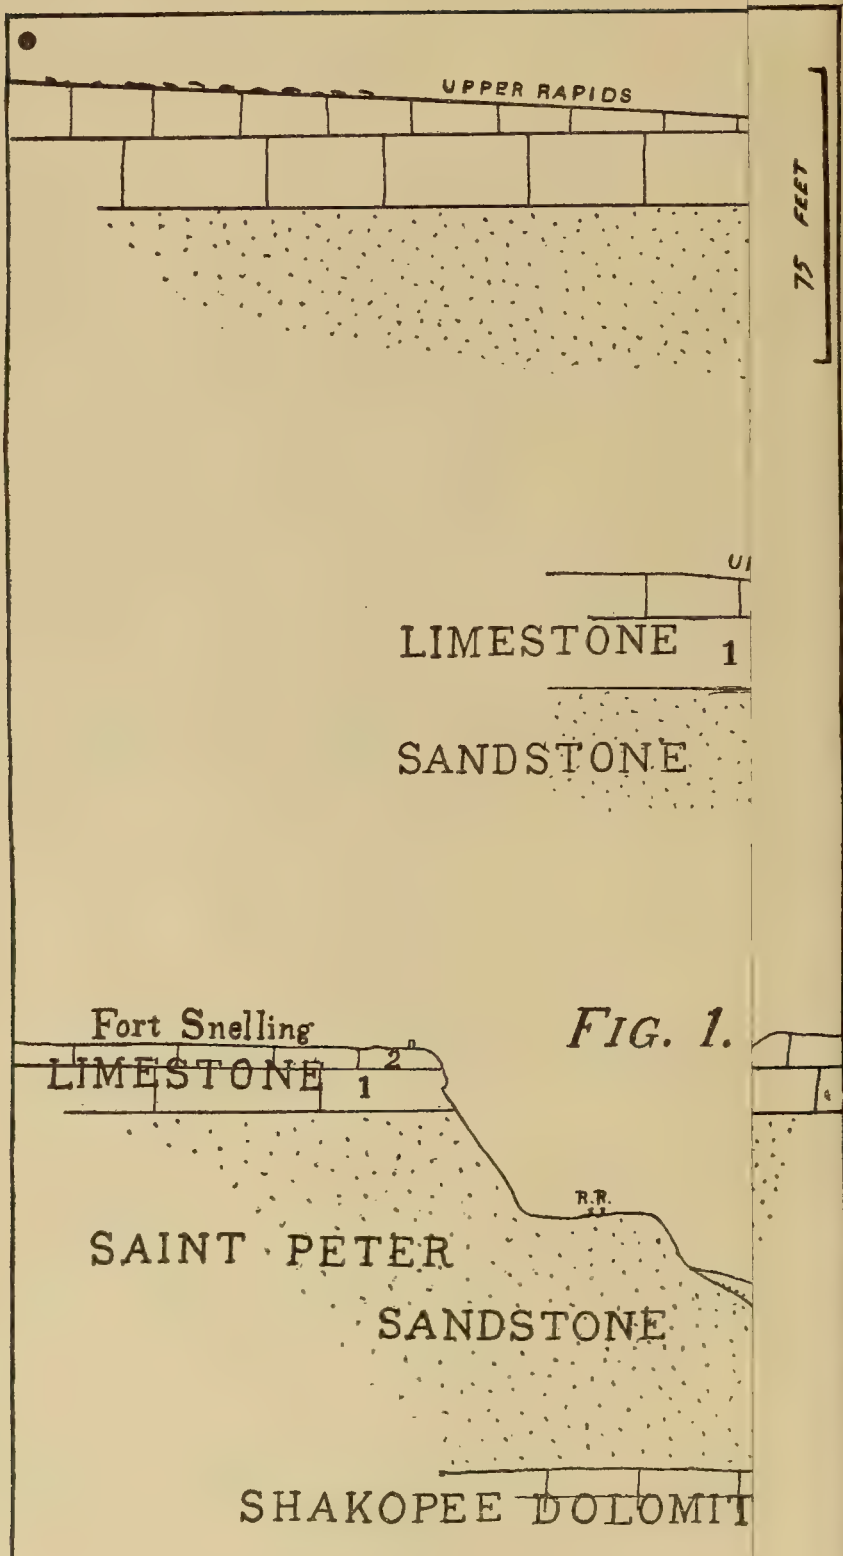 UPPER RAPIDS
75 FEET
LIMESTONE 1
SANDSTONE
Fort Snelling
FIG. 1.
2
LIMESTONE 1
R.R.
SAINT PETER
SANDSTONE
SHAKOPEE DOLOMIT